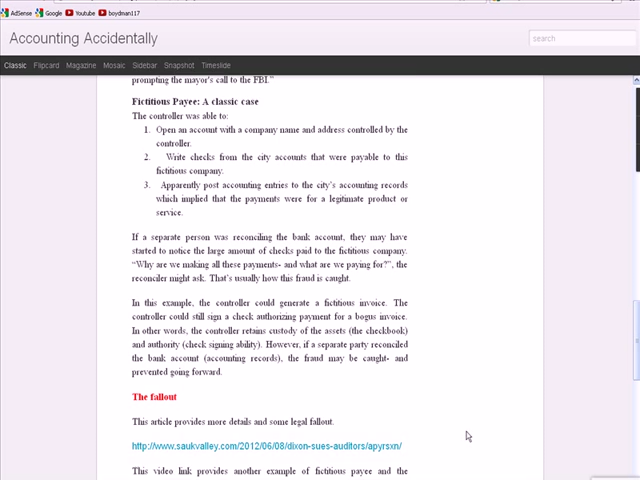 AdSense Google Youtube boydman117
Accounting Accidentally
search
Classic Flipcard Magazine Mosaic Sidebar Snapshot Timeslide
prompting the mayor's call to the FBI."
Fictitious Payee: A classic case
The controller was able to:
1. Open an account with a company name and address controlled by the
controller.
2. Write checks from the city accounts that were payable to this
fictitious company.
3. Apparently post accounting entries to the city's accounting records
which implied that the payments were for a legitimate product or
service.
If a separate person was reconciling the bank account, they may have
started to notice the large amount of checks paid to the fictitious company.
“Why are we making all these payments- and what are we paying for?”, the
reconciler might ask. That’s usually how this fraud is caught.
In this example, the controller could generate a fictitious invoice. The
controller could still sign a check authorizing payment for a bogus invoice.
In other words, the controller retains custody of the assets (the checkbook)
and authority (check signing ability). However, if a separate party reconciled
the bank account (accounting records), the fraud may be caught- and
prevented going forward.
The fallout
This article provides more details and some legal fallout.
http://www.saukvalley.com/2012/06/08/dixon-sues-auditors/apyrsxn/
This video link provides another example of fictitious payee and the